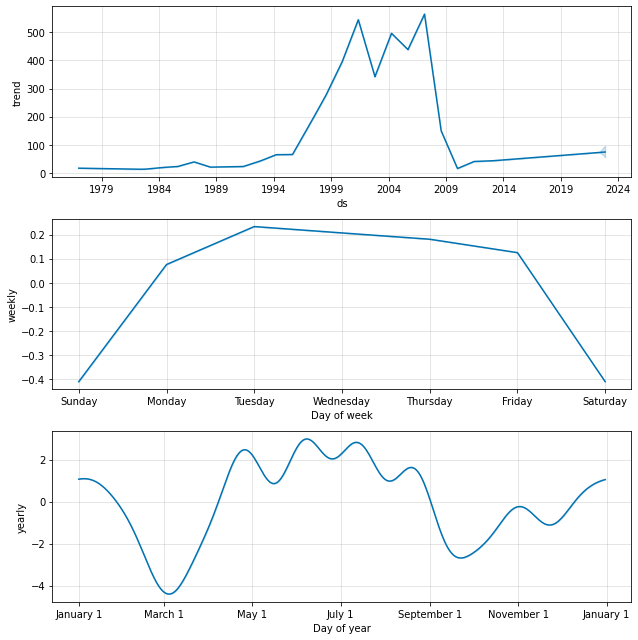 500
400
300
200
100
0
trend
1979 1984 1989 1994 1999 2004 2009 2014 2019 2024
ds
0.2
0.1
0.0
−0.1
−0.2
−0.3
−0.4
weekly
Sunday Monday Tuesday Wednesday Thursday Friday Saturday
Day of week
2
0
−2
−4
yearly
January 1 March 1 May 1 July 1 September 1 November 1 January 1
Day of year